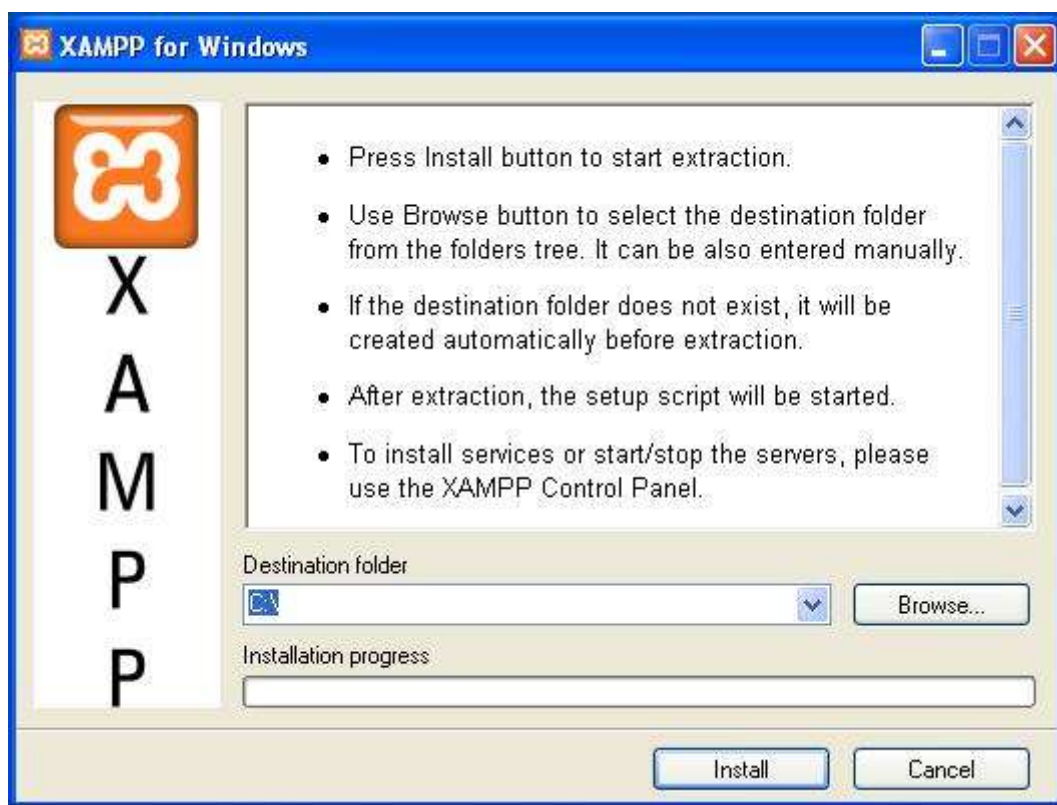 XAMPP for Windows
X
A
M
P
P
• Press Install button to start extraction.
• Use Browse button to select the destination folder
from the folders tree. It can be also entered manually.
• If the destination folder does not exist, it will be
created automatically before extraction.
• After extraction, the setup script will be started.
• To install services or start/stop the servers, please
use the XAMPP Control Panel.
Destination folder
C:\
Browse...
Installation progress
Install
Cancel